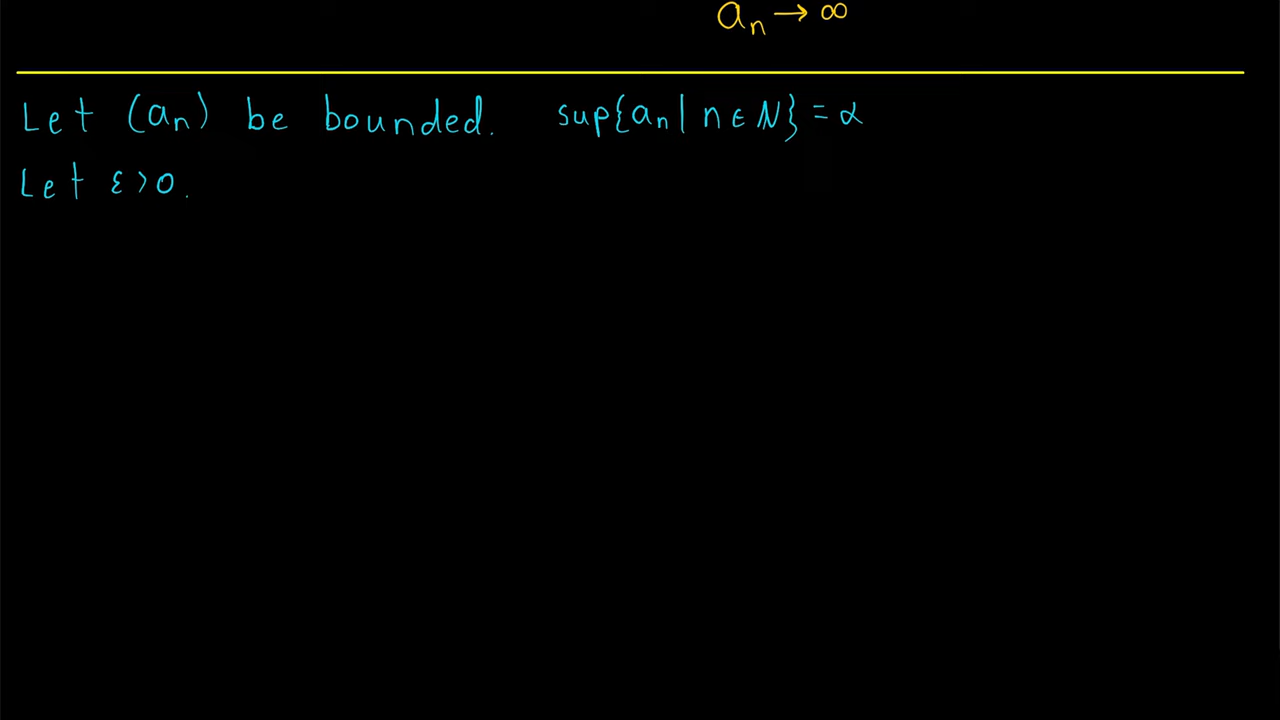 aₙ → ∞
Let (aₙ) be bounded. sup{aₙ | n ∈ ℕ} = α
Let ε > 0.